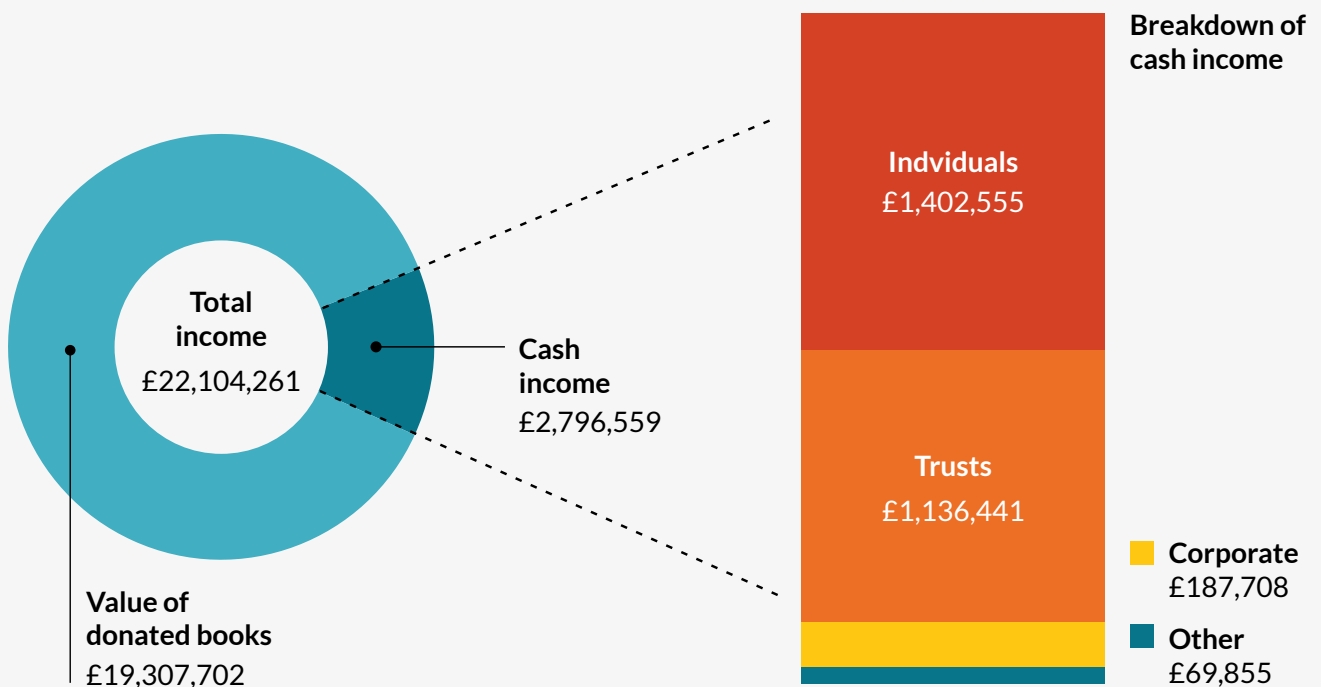 Total
income
£22,104,261
Cash
income
£2,796,559
Value of
donated books
£19,307,702
Breakdown of
cash income
Indviduals
£1,402,555
Trusts
£1,136,441
Corporate
£187,708
Other
£69,855